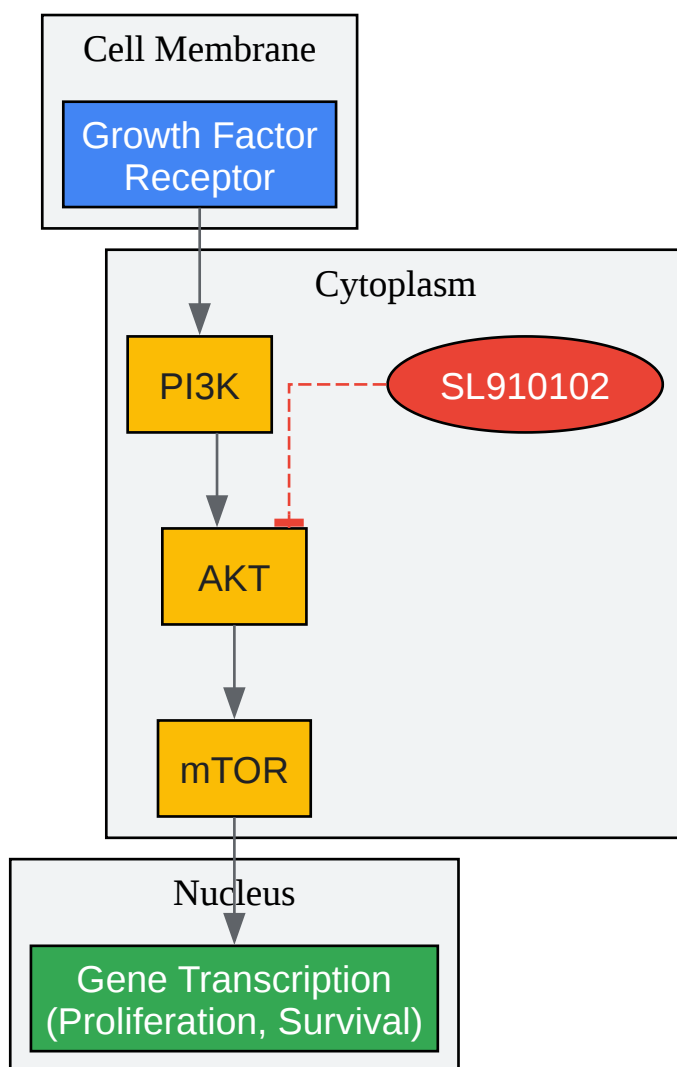 Cell Membrane
Growth Factor
Receptor
Cytoplasm
PI3K
SL910102
AKT
mTOR
Nucleus
Gene Transcription
(Proliferation, Survival)